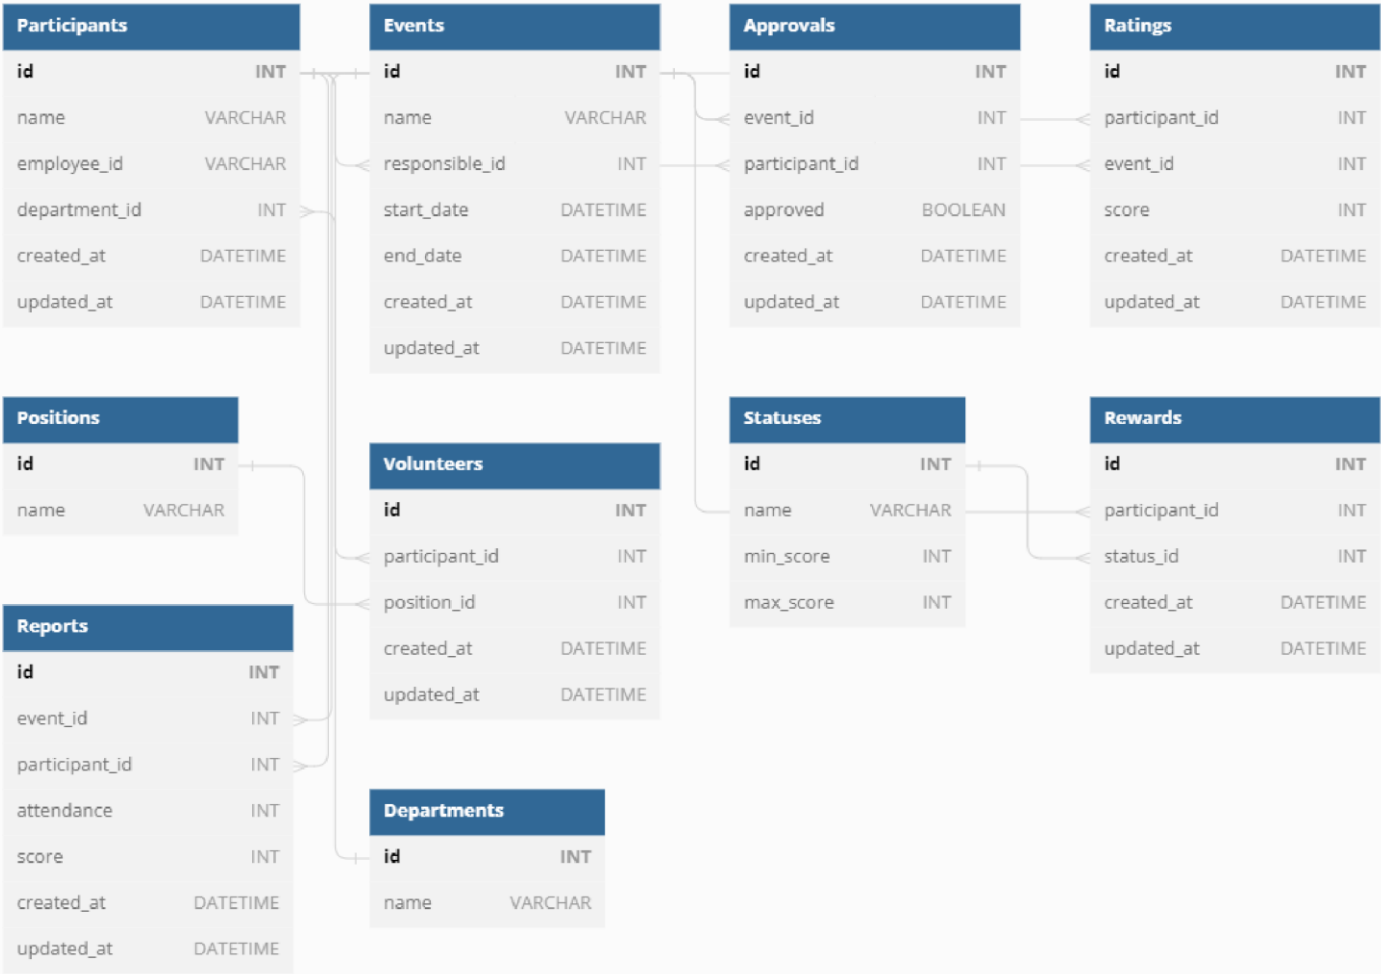 Participants
id INT
name VARCHAR
employee_id VARCHAR
department_id INT
created_at DATETIME
updated_at DATETIME
Events
id INT
name VARCHAR
responsible_id INT
start_date DATETIME
end_date DATETIME
created_at DATETIME
updated_at DATETIME
Approvals
id INT
event_id INT
participant_id INT
approved BOOLEAN
created_at DATETIME
updated_at DATETIME
Ratings
id INT
participant_id INT
event_id INT
score INT
created_at DATETIME
updated_at DATETIME
Positions
id INT
name VARCHAR
Volunteers
id INT
participant_id INT
position_id INT
created_at DATETIME
updated_at DATETIME
Statuses
id INT
name VARCHAR
min_score INT
max_score INT
Rewards
id INT
participant_id INT
status_id INT
created_at DATETIME
updated_at DATETIME
Reports
id INT
event_id INT
participant_id INT
attendance INT
score INT
created_at DATETIME
updated_at DATETIME
Departments
id INT
name VARCHAR